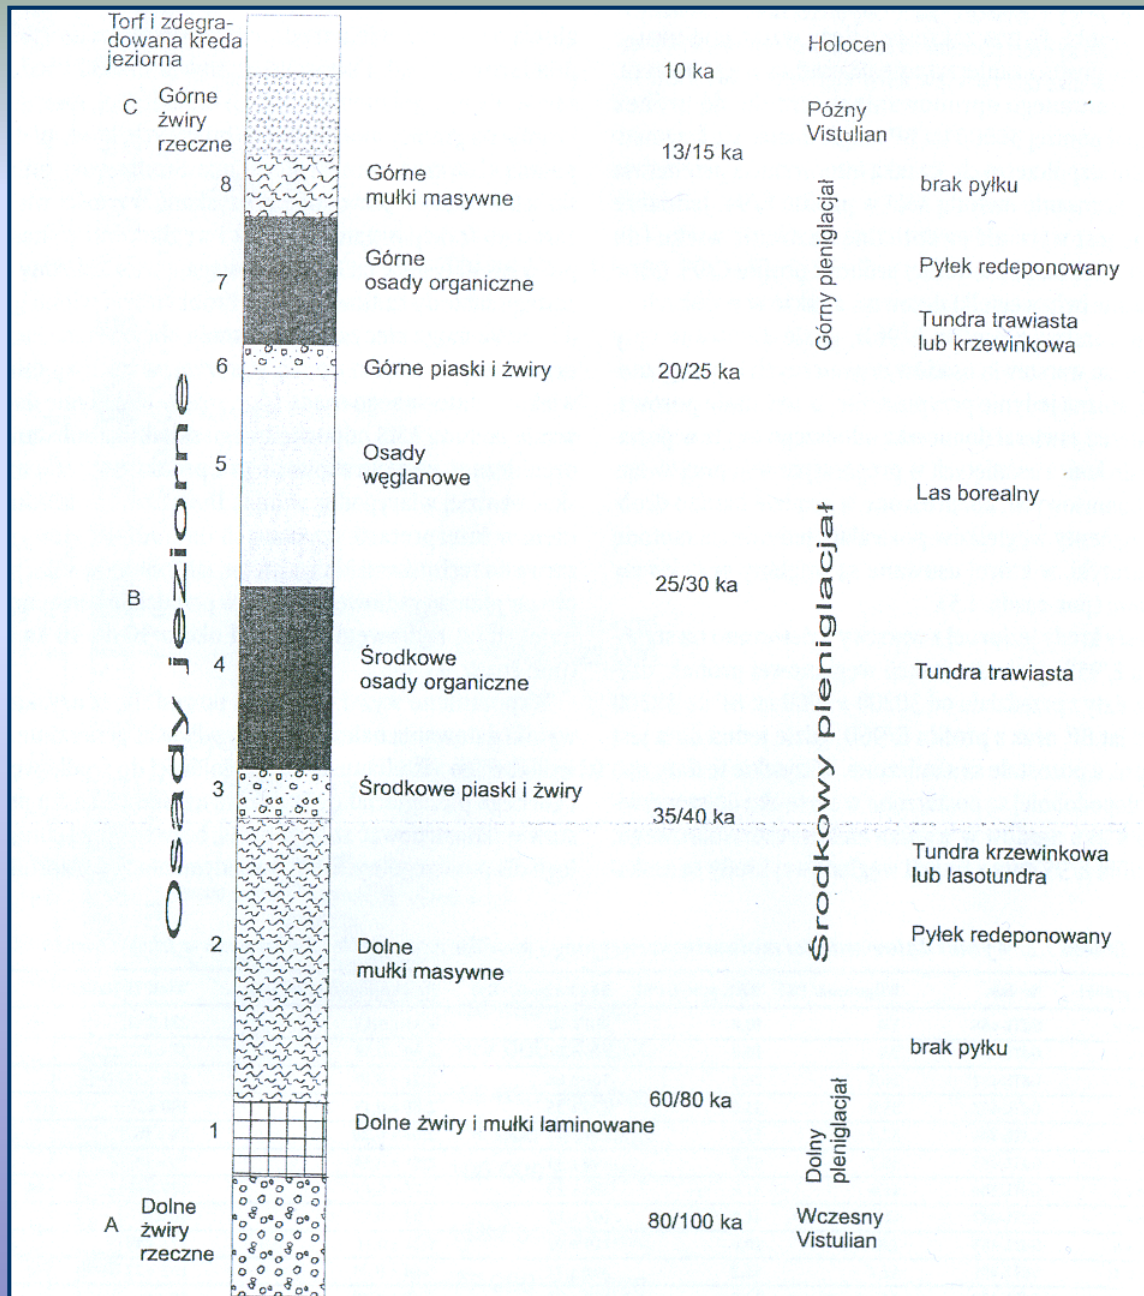 Torf i zdegra-
dowana kreda
jeziorna
Holocen
10 ka
C
Górne
żwiry
rzeczne
Późny
Vistulian
13/15 ka
8
Górne
mułki masywne
brak pyłku
7
Górne
osady organiczne
Górny pleniglacjał
Pyłek redeponowany
Tundra trawiasta
lub krzewinkowa
6
Górne piaski i żwiry
20/25 ka
5
Osady
węglanowe
Las borealny
25/30 ka
B
Osady jeziorne
4
Środkowe
osady organiczne
Środkowy pleniglacjał
Tundra trawiasta
3
Środkowe piaski i żwiry
35/40 ka
Tundra krzewinkowa
lub lasotundra
2
Dolne
mułki masywne
Pyłek redeponowany
brak pyłku
60/80 ka
1
Dolne żwiry i mułki laminowane
Dolny
pleniglacjał
A
Dolne
żwiry
rzeczne
80/100 ka
Wczesny
Vistulian